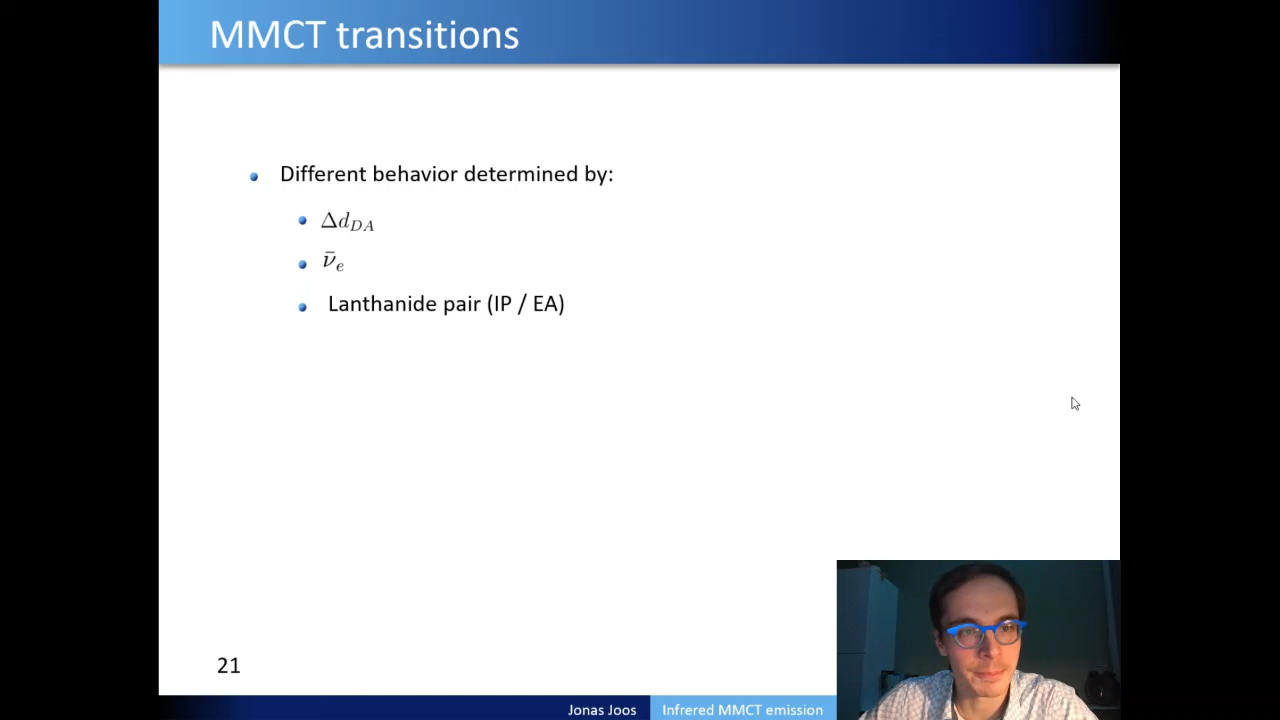 MMCT transitions
Different behavior determined by:
Δd_DA
ν̄_e
Lanthanide pair (IP / EA)
21
Jonas Joos
Infrered MMCT emission